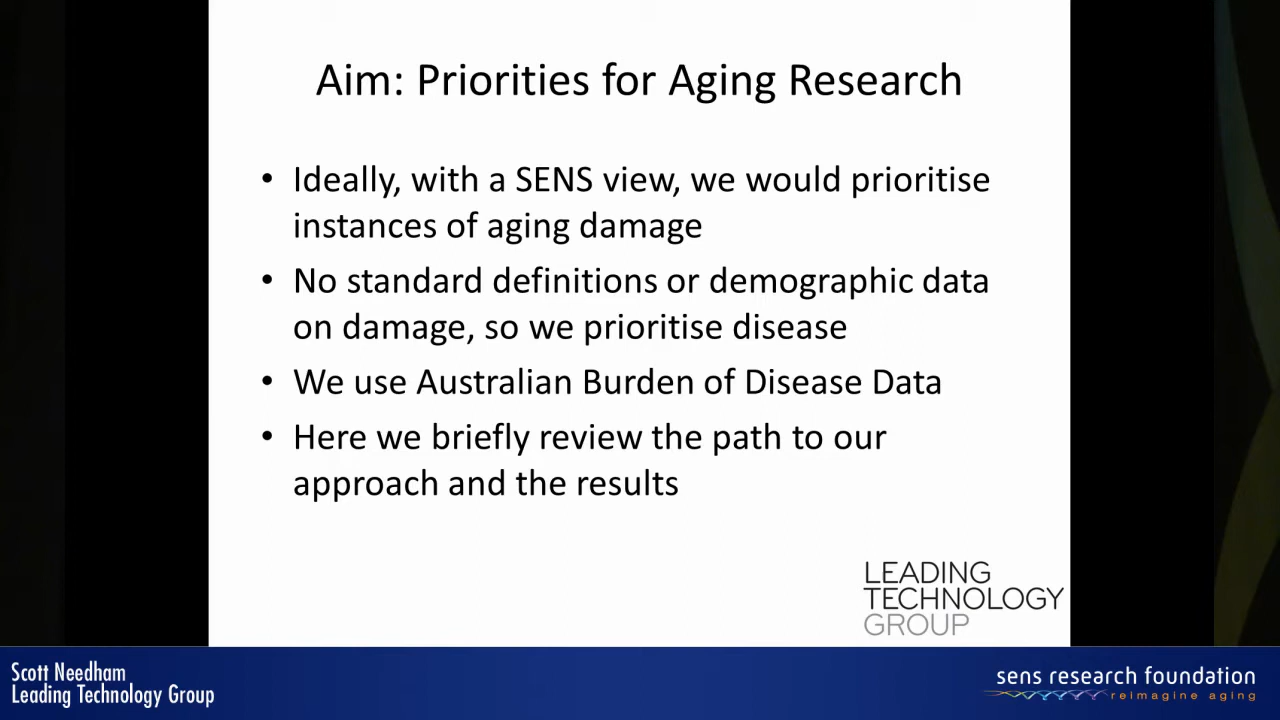 Aim: Priorities for Aging Research
• Ideally, with a SENS view, we would prioritise
instances of aging damage
• No standard definitions or demographic data
on damage, so we prioritise disease
• We use Australian Burden of Disease Data
• Here we briefly review the path to our
approach and the results
LEADING
TECHNOLOGY
GROUP
Scott Needham
Leading Technology Group
sens research foundation
reimagine aging